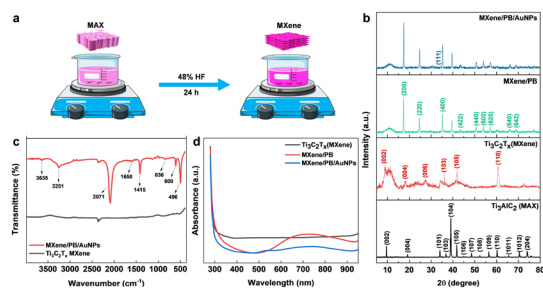 a
MAX
48% HF
24 h
MXene
b
MXene/PB/AuNPs
(111)
MXene/PB
(200)
(220)
(400)
(422)
(440)
(600)
(620)
(640)
(642)
Ti3C2Tx(MXene)
(002)
(004)
(006)
(103)
(105)
(110)
Ti3AlC2 (MAX)
(002)
(004)
(101)
(103)
(104)
(105)
(106)
(107)
(108)
(109)
(110)
(1011)
(1012)
(204)
Intensity (a.u.)
10 20 30 40 50 60 70 80
2θ (degree)
c
3635
3251
2071
1650
1415
836
600
496
MXene/PB/AuNPs
Ti3C2Tx MXene
Transmittance (%)
3500 3000 2500 2000 1500 1000 500
Wavenumber (cm⁻¹)
d
Ti3C2Tx(MXene)
MXene/PB
MXene/PB/AuNPs
Absorbance (a.u.)
300 400 500 600 700 800 900
Wavelength (nm)